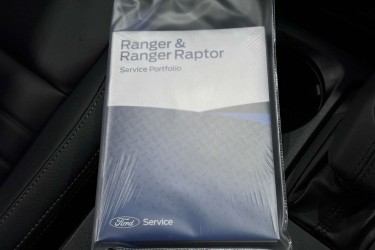 Ranger &
Ranger Raptor
Service Portfolio
Ford Service